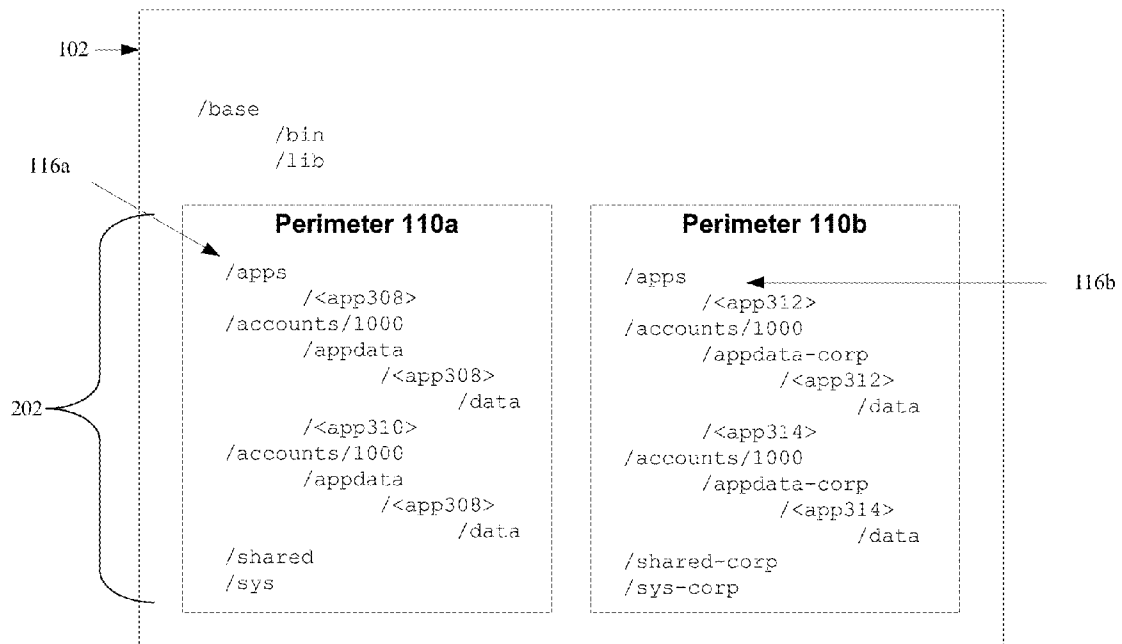 102
/base
/bin
/lib
116a
Perimeter 110a
/apps
/<app308>
/accounts/1000
/appdata
/<app308>
/data
/<app310>
/accounts/1000
/appdata
/<app308>
/data
/shared
/sys
202
Perimeter 110b
/apps
/<app312>
/accounts/1000
/appdata-corp
/<app312>
/data
/<app314>
/accounts/1000
/appdata-corp
/<app314>
/data
/shared-corp
/sys-corp
116b